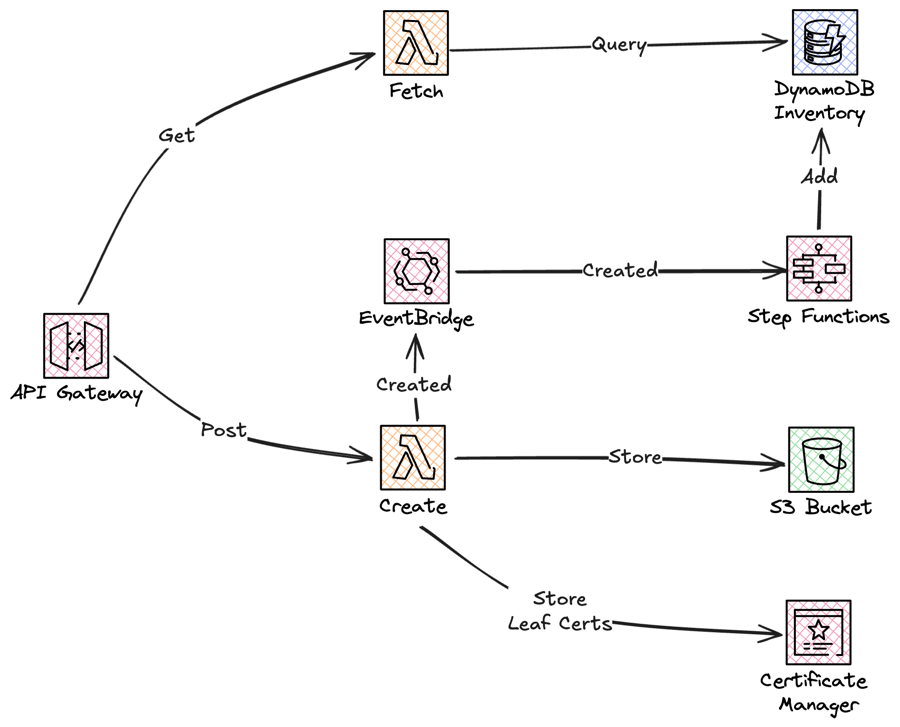 Fetch
Query
DynamoDB
Inventory
Get
Add
EventBridge
Created
Step Functions
API Gateway
Created
Post
Create
Store
S3 Bucket
Store
Leaf Certs
Certificate
Manager